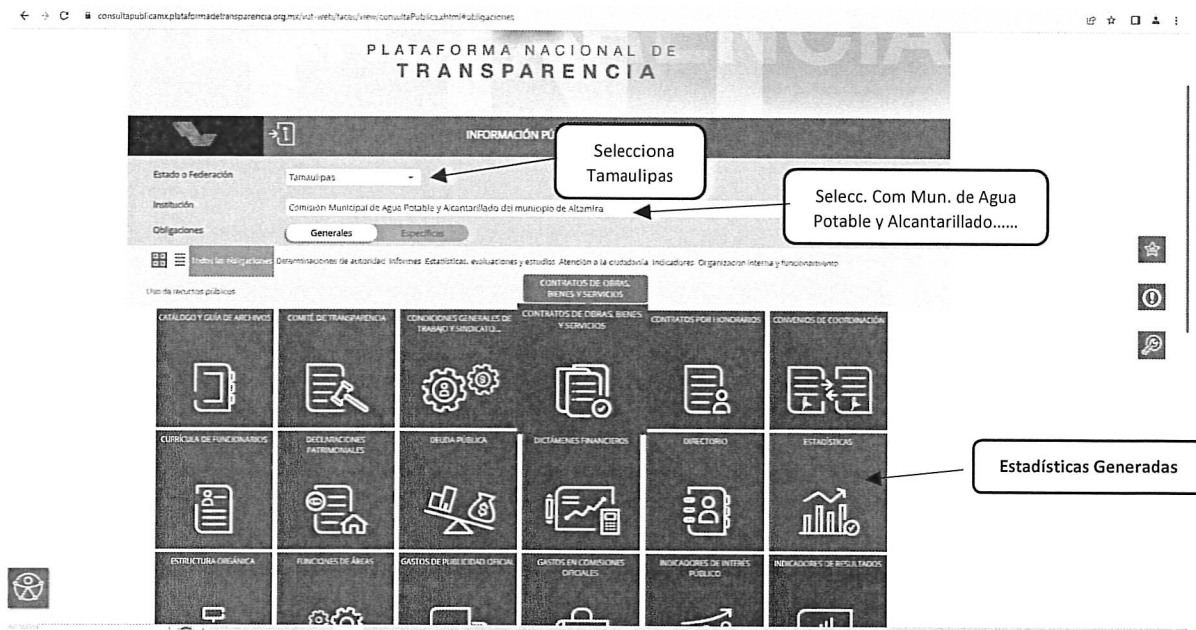 consultapublicamx.plataformadetransparencia.org.mx/vut-web/faces/view/consultaPublica.xhtml#obligaciones
PLATAFORMA NACIONAL DE
TRANSPARENCIA
INFORMACIÓN PÚ
Selecciona
Tamaulipas
Estado o Federación
Tamaulipas
Institución
Comisión Municipal de Agua Potable y Alcantarillado del municipio de Altamira
Selecc. Com Mun. de Agua
Potable y Alcantarillado......
Obligaciones
Generales
Específicas
Todas las obligaciones Determinaciones de autoridad Informes Estadísticas, evaluaciones y estudios Atención a la ciudadanía Indicadores Organización interna y funcionamiento
Uso de recursos públicos
CONTRATOS DE OBRAS,
BIENES Y SERVICIOS
CATÁLOGO Y GUÍA DE ARCHIVOS
COMITÉ DE TRANSPARENCIA
CONDICIONES GENERALES DE
TRABAJO Y SINDICATO...
CONTRATOS DE OBRAS, BIENES
Y SERVICIOS
CONTRATOS POR HONORARIOS
CONVENIOS DE COORDINACIÓN
CURRÍCULA DE FUNCIONARIOS
DECLARACIONES
PATRIMONIALES
DEUDA PÚBLICA
DICTÁMENES FINANCIEROS
DIRECTORIO
ESTADÍSTICAS
Estadísticas Generadas
ESTRUCTURA ORGÁNICA
FUNCIONES DE ÁREAS
GASTOS DE PUBLICIDAD OFICIAL
GASTOS EN COMISIONES
OFICIALES
INDICADORES DE INTERÉS
PÚBLICO
INDICADORES DE RESULTADOS